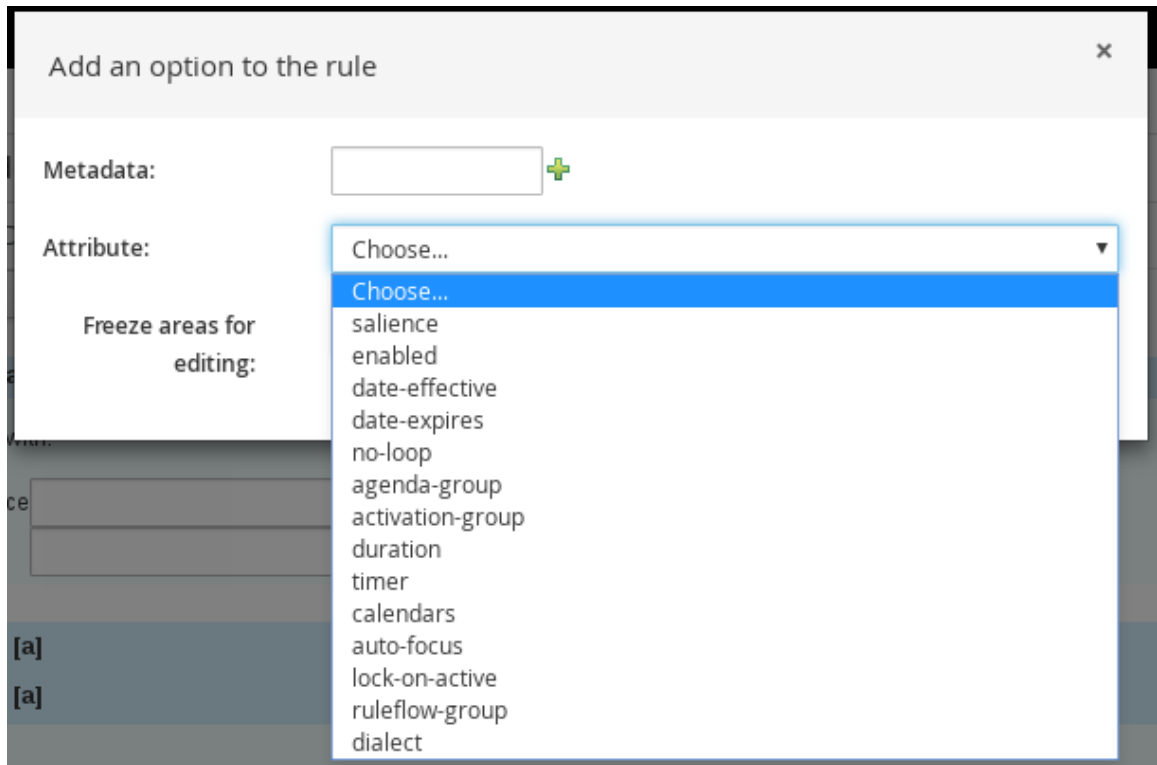 Add an option to the rule
×
Metadata:
Attribute:
Choose...
Choose...
salience
enabled
date-effective
date-expires
no-loop
agenda-group
activation-group
duration
timer
calendars
auto-focus
lock-on-active
ruleflow-group
dialect
Freeze areas for
editing:
ce
[a]
[a]